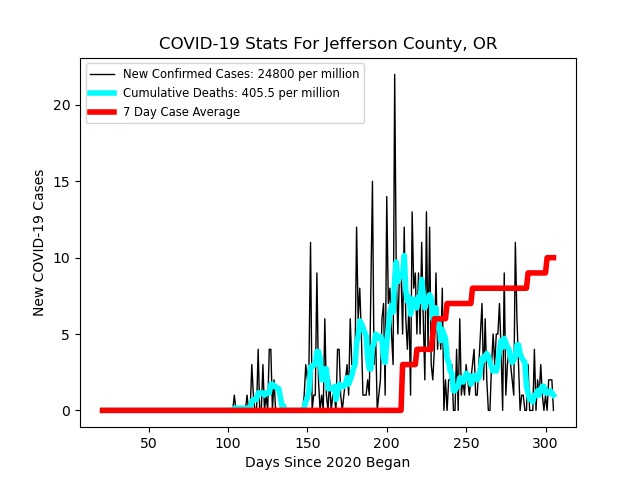 COVID-19 Stats For Jefferson County, OR
New Confirmed Cases: 24800 per million
Cumulative Deaths: 405.5 per million
7 Day Case Average
New COVID-19 Cases
20
15
10
5
0
50 100 150 200 250 300
Days Since 2020 Began